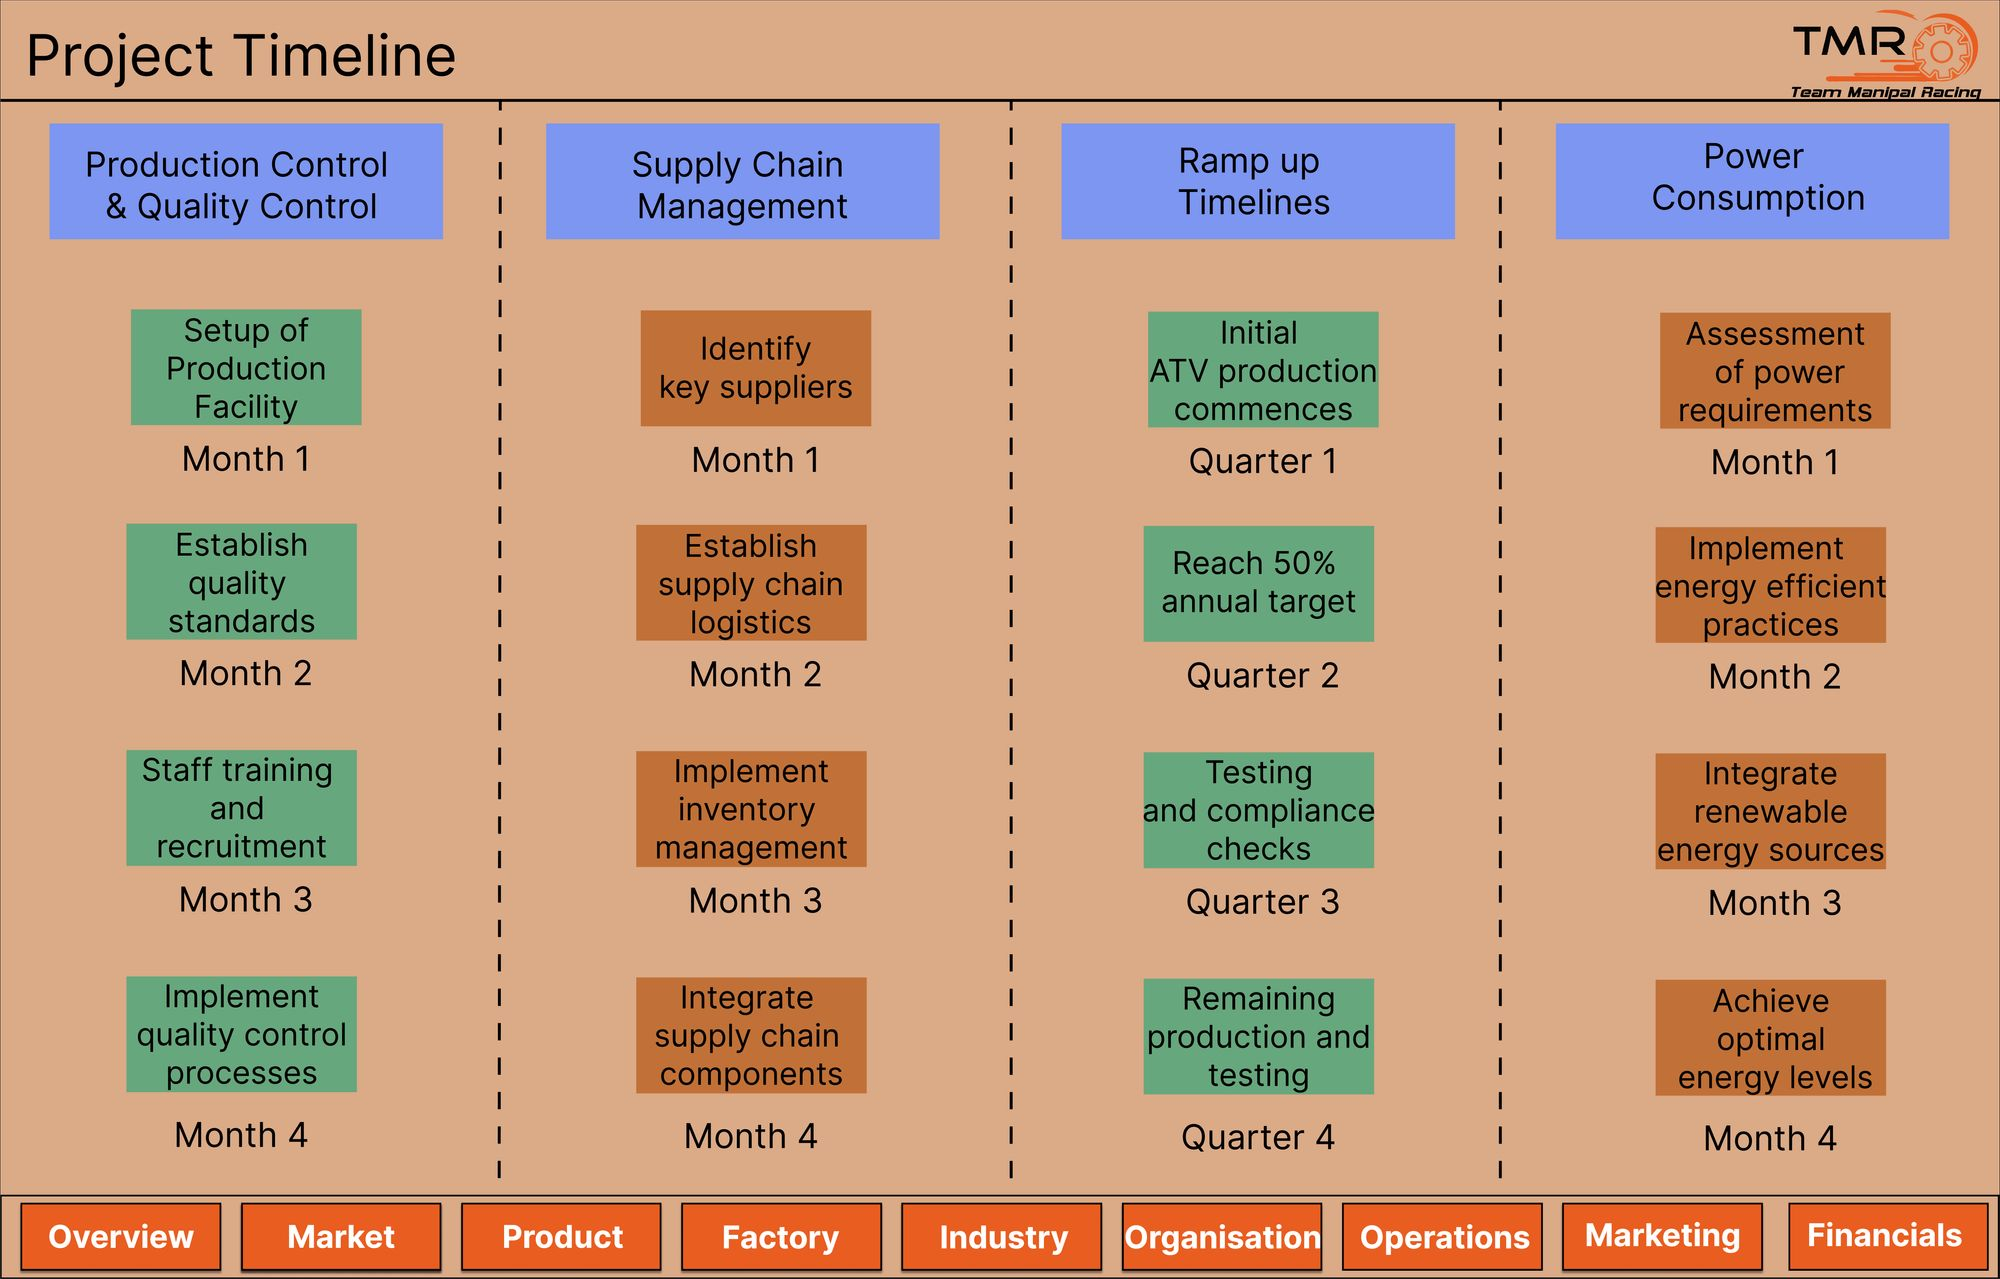 Project Timeline
TMR
Team Manipal Racing
Production Control
& Quality Control
Setup of
Production
Facility
Month 1
Establish
quality
standards
Month 2
Staff training
and
recruitment
Month 3
Implement
quality control
processes
Month 4
Supply Chain
Management
Identify
key suppliers
Month 1
Establish
supply chain
logistics
Month 2
Implement
inventory
management
Month 3
Integrate
supply chain
components
Month 4
Ramp up
Timelines
Initial
ATV production
commences
Quarter 1
Reach 50%
annual target
Quarter 2
Testing
and compliance
checks
Quarter 3
Remaining
production and
testing
Quarter 4
Power
Consumption
Assessment
of power
requirements
Month 1
Implement
energy efficient
practices
Month 2
Integrate
renewable
energy sources
Month 3
Achieve
optimal
energy levels
Month 4
Overview
Market
Product
Factory
Industry
Organisation
Operations
Marketing
Financials